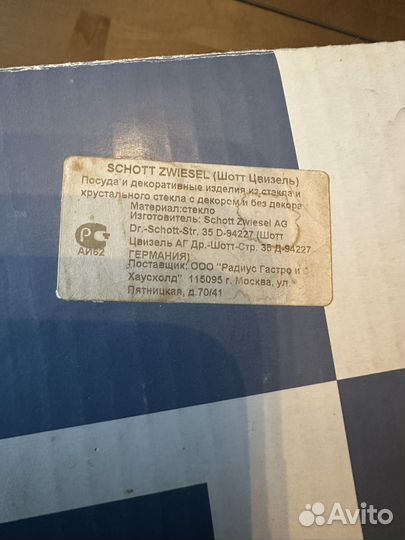 SCHOTT ZWIESEL (Шотт Цвизель)
Посуда и декоративные изделия из стекла и
хрустального стекла с декором и без декора
Материал:стекло
Изготовитель: Schott Zwiesel AG
Dr.-Schott-Str. 35 D-94227 (Шотт
Цвизель АГ Др.-Шотт-Стр. 35 Д-94227
ГЕРМАНИЯ)
Поставщик: ООО "Радиус Гастро и
Хаусхолд" 115095 г. Москва, ул.
Пятницкая, д.70/41
АИ62
Avito